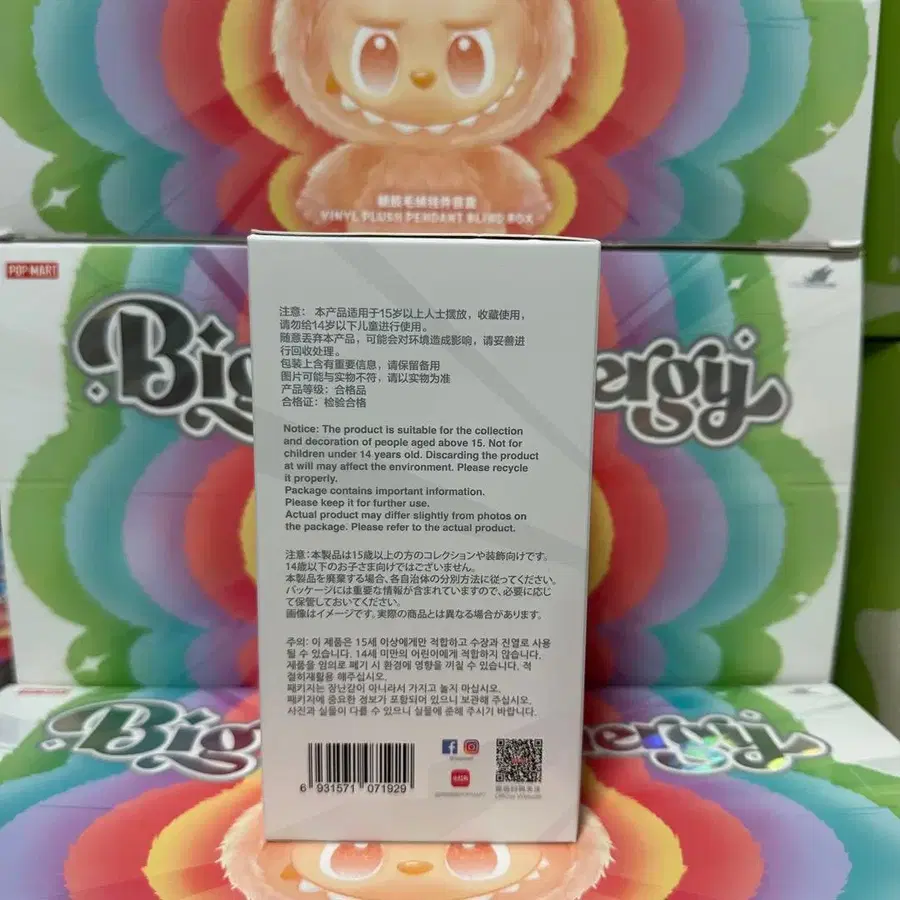 硬胶毛绒挂件盲盒
VINYL PLUSH PENDANT BLIND BOX
POP MART
Big
ergy
注意： 本产品适用于15岁以上人士摆放，收藏使用，
请勿给14岁以下儿童进行使用。
随意丢弃本产品，可能会对环境造成影响，请妥善进
行回收处理。
包装上含有重要信息，请保留备用
图片可能与实物不符，请以实物为准
产品等级：合格品
合格证：检验合格
Notice: The product is suitable for the collection
and decoration of people aged above 15. Not for
children under 14 years old. Discarding the product
at will may affect the environment. Please recycle
it properly.
Package contains important information.
Please keep it for further use.
Actual product may differ slightly from photos on
the package. Please refer to the actual product.
注意：本製品は15歳以上の方のコレクションや装飾向けです。
14歳以下のお子さま向けではございません。
本製品を廃棄する場合、各自治体の分別方法に従ってください。
パッケージには重要な情報が含まれていますので、必要に応じ
て保管しておいてください。
画像はイメージです。実際の商品とは異なる場合があります。
주의: 이 제품은 15세 이상에게만 적합하고 수장과 진열로 사용
될 수 있습니다. 14세 미만의 어린이에게 적합하지 않습니다.
제품을 임의로 폐기 시 환경에 영향을 끼칠 수 있습니다. 적
절히재활용 해주십시오.
패키지는 장난감이 아니라서 가지고 놀지 마십시오.
패키지에 중요한 정보가 포함되어 있으니 보관해 주십시오.
사진과 실물이 다를 수 있으니 실물에 준해 주시기 바랍니다.
6 931571 071929
小红书
Official Website
POP MART
Big
ergy